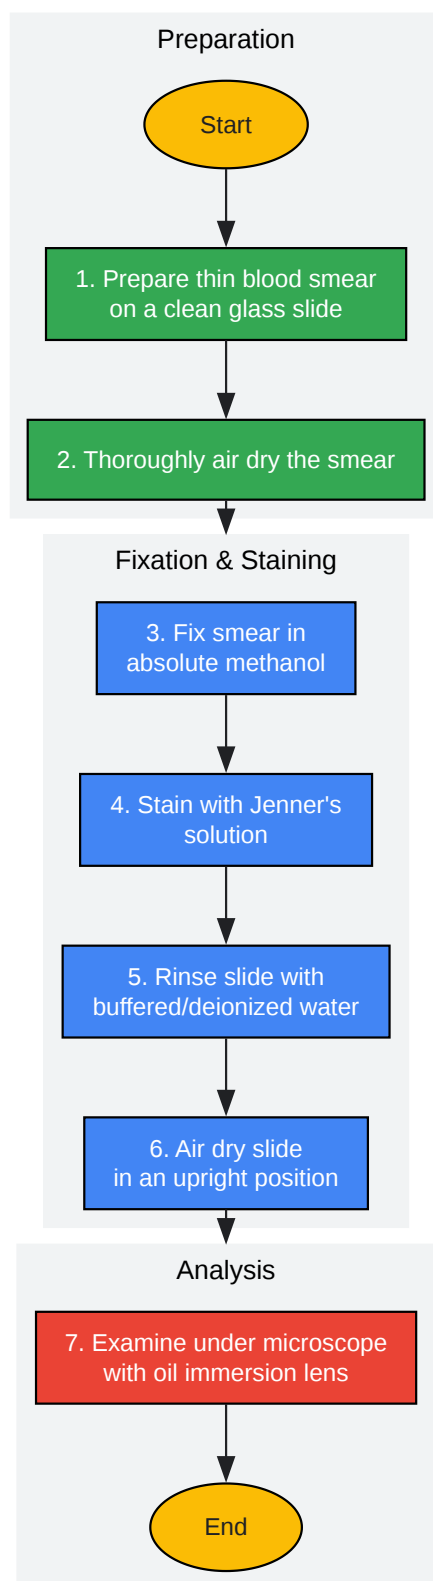 Preparation
Start
1. Prepare thin blood smear
on a clean glass slide
2. Thoroughly air dry the smear
Fixation & Staining
3. Fix smear in
absolute methanol
4. Stain with Jenner's
solution
5. Rinse slide with
buffered/deionized water
6. Air dry slide
in an upright position
Analysis
7. Examine under microscope
with oil immersion lens
End